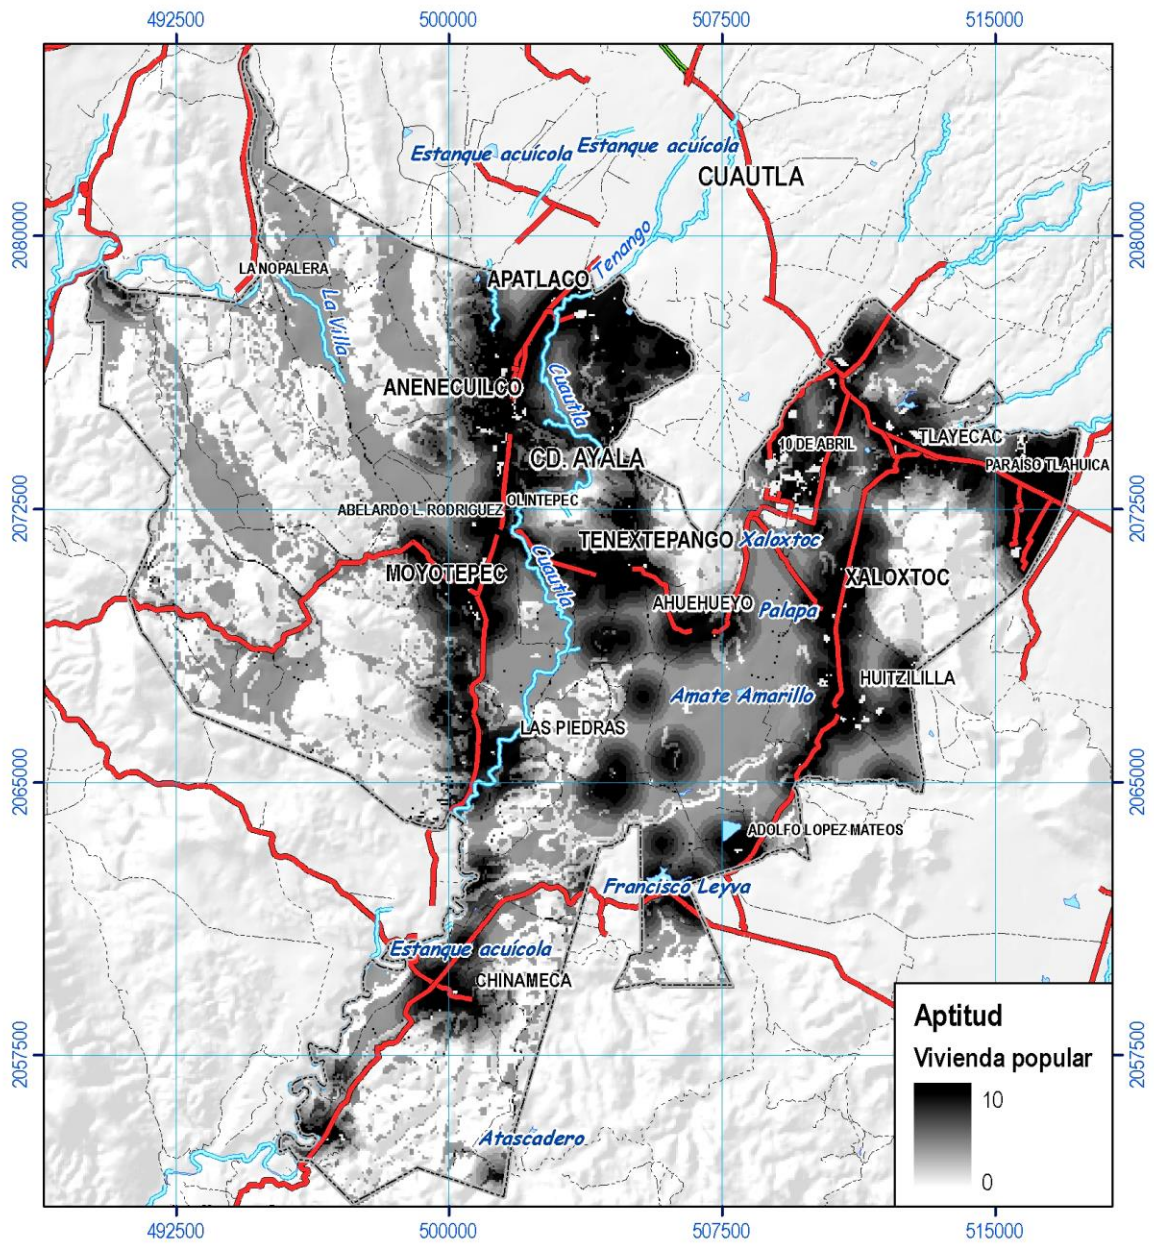 492500
500000
507500
515000
Estanque acuícola
Estanque acuícola
CUAUTLA
2080000
2080000
Tenango
LA NOPALERA
APATLACO
La Villa
ANENECUILCO
Cuautla
10 DE ABRIL
TLAYECAC
CD. AYALA
PARAÍSO TLAHUICA
OLINTEPEC
ABELARDO L. RODRIGUEZ
2072500
2072500
TENEXTEPANGO
Xaloxtoc
Cuautla
MOYOTEPEC
XALOXTOC
AHUEHUEYO
Palapa
HUITZILILLA
Amate Amarillo
LAS PIEDRAS
2065000
2065000
ADOLFO LOPEZ MATEOS
Francisco Leyva
Estanque acuícola
CHINAMECA
Aptitud
Vivienda popular
10
0
2057500
2057500
Atascadero
492500
500000
507500
515000